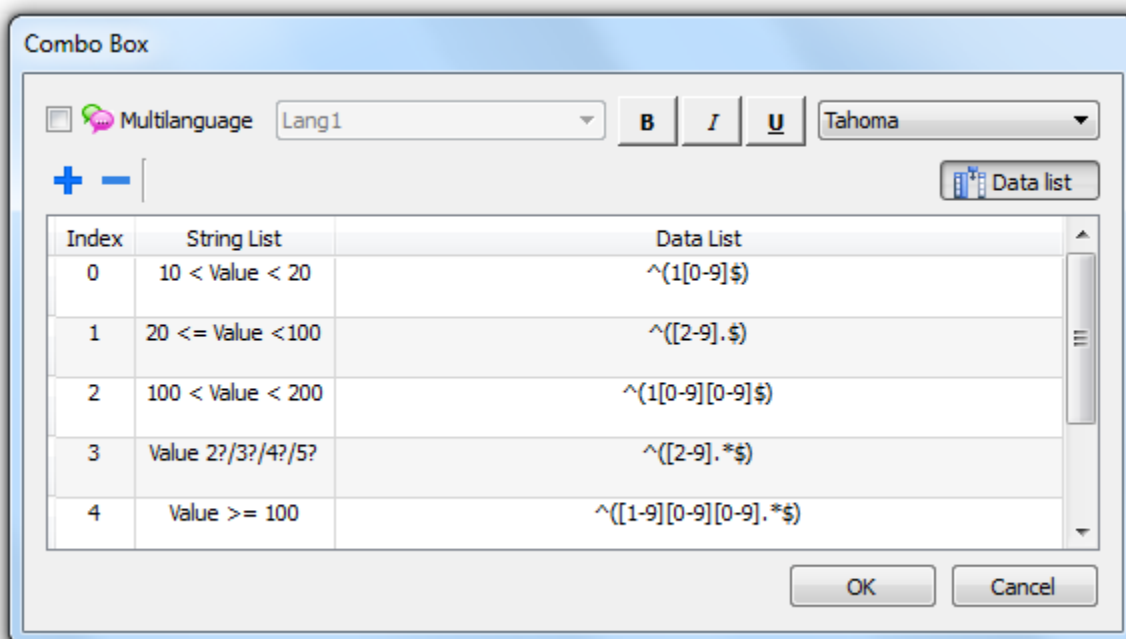 Combo Box
Multilanguage Lang1 B I U Tahoma
Data list
Index String List Data List
0 10 < Value < 20 ^(1[0-9]$)
1 20 <= Value <100 ^([2-9].$)
2 100 < Value < 200 ^(1[0-9][0-9]$)
3 Value 2?/3?/4?/5? ^([2-9].*$)
4 Value >= 100 ^([1-9][0-9][0-9].*$)
OK Cancel